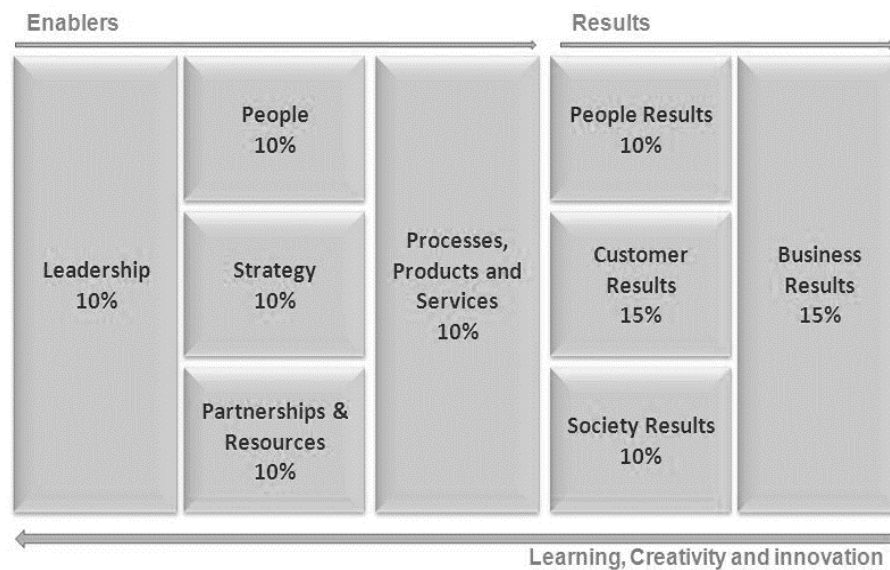 Enablers
Results
Leadership
10%
People
10%
Strategy
10%
Partnerships &
Resources
10%
Processes,
Products and
Services
10%
People Results
10%
Customer
Results
15%
Society Results
10%
Business
Results
15%
Learning, Creativity and innovation